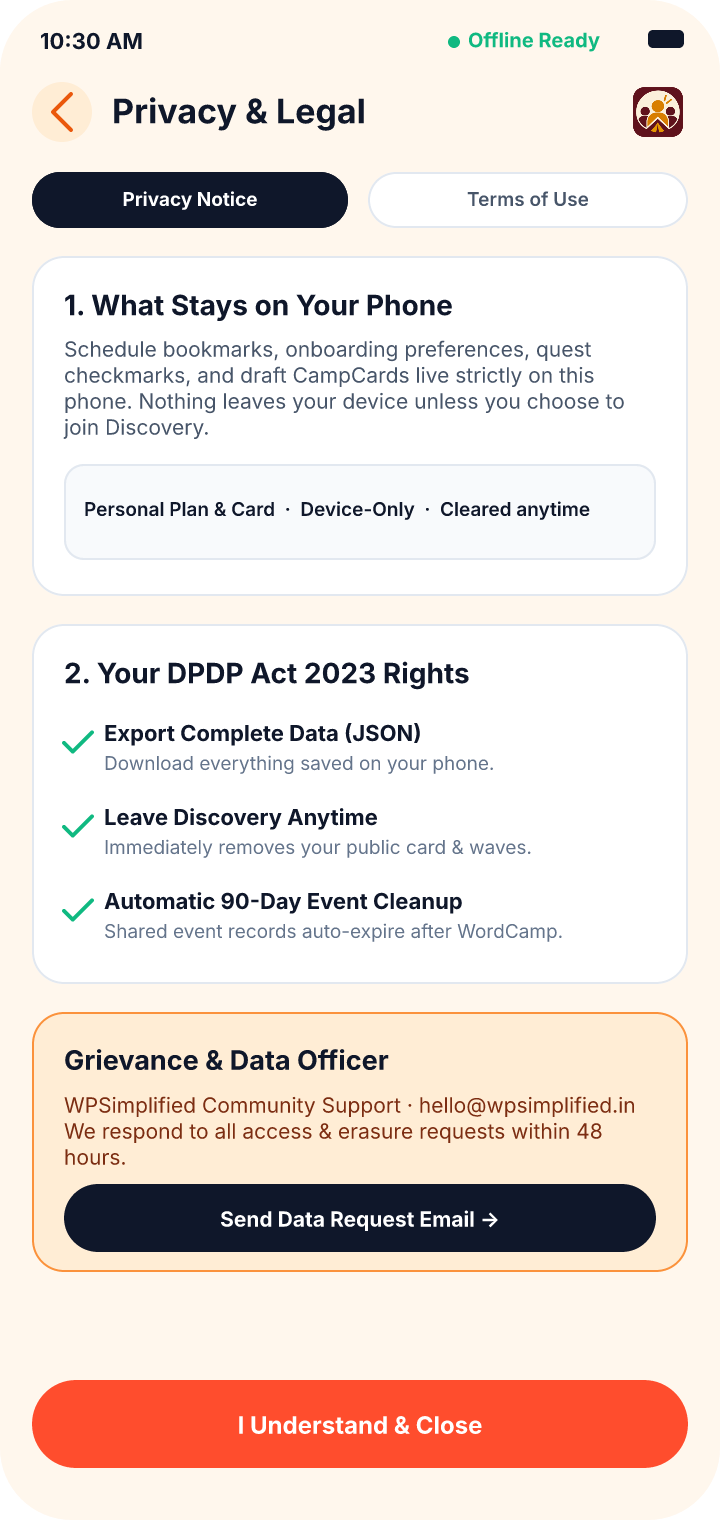 10:30 AM
Offline Ready
Privacy & Legal
Privacy Notice
Terms of Use
1. What Stays on Your Phone
Schedule bookmarks, onboarding preferences, quest
checkmarks, and draft CampCards live strictly on this
phone. Nothing leaves your device unless you choose to
join Discovery.
Personal Plan & Card · Device-Only · Cleared anytime
2. Your DPDP Act 2023 Rights
Export Complete Data (JSON)
Download everything saved on your phone.
Leave Discovery Anytime
Immediately removes your public card & waves.
Automatic 90-Day Event Cleanup
Shared event records auto-expire after WordCamp.
Grievance & Data Officer
WPSimplified Community Support · hello@wpsimplified.in
We respond to all access & erasure requests within 48
hours.
Send Data Request Email →
I Understand & Close